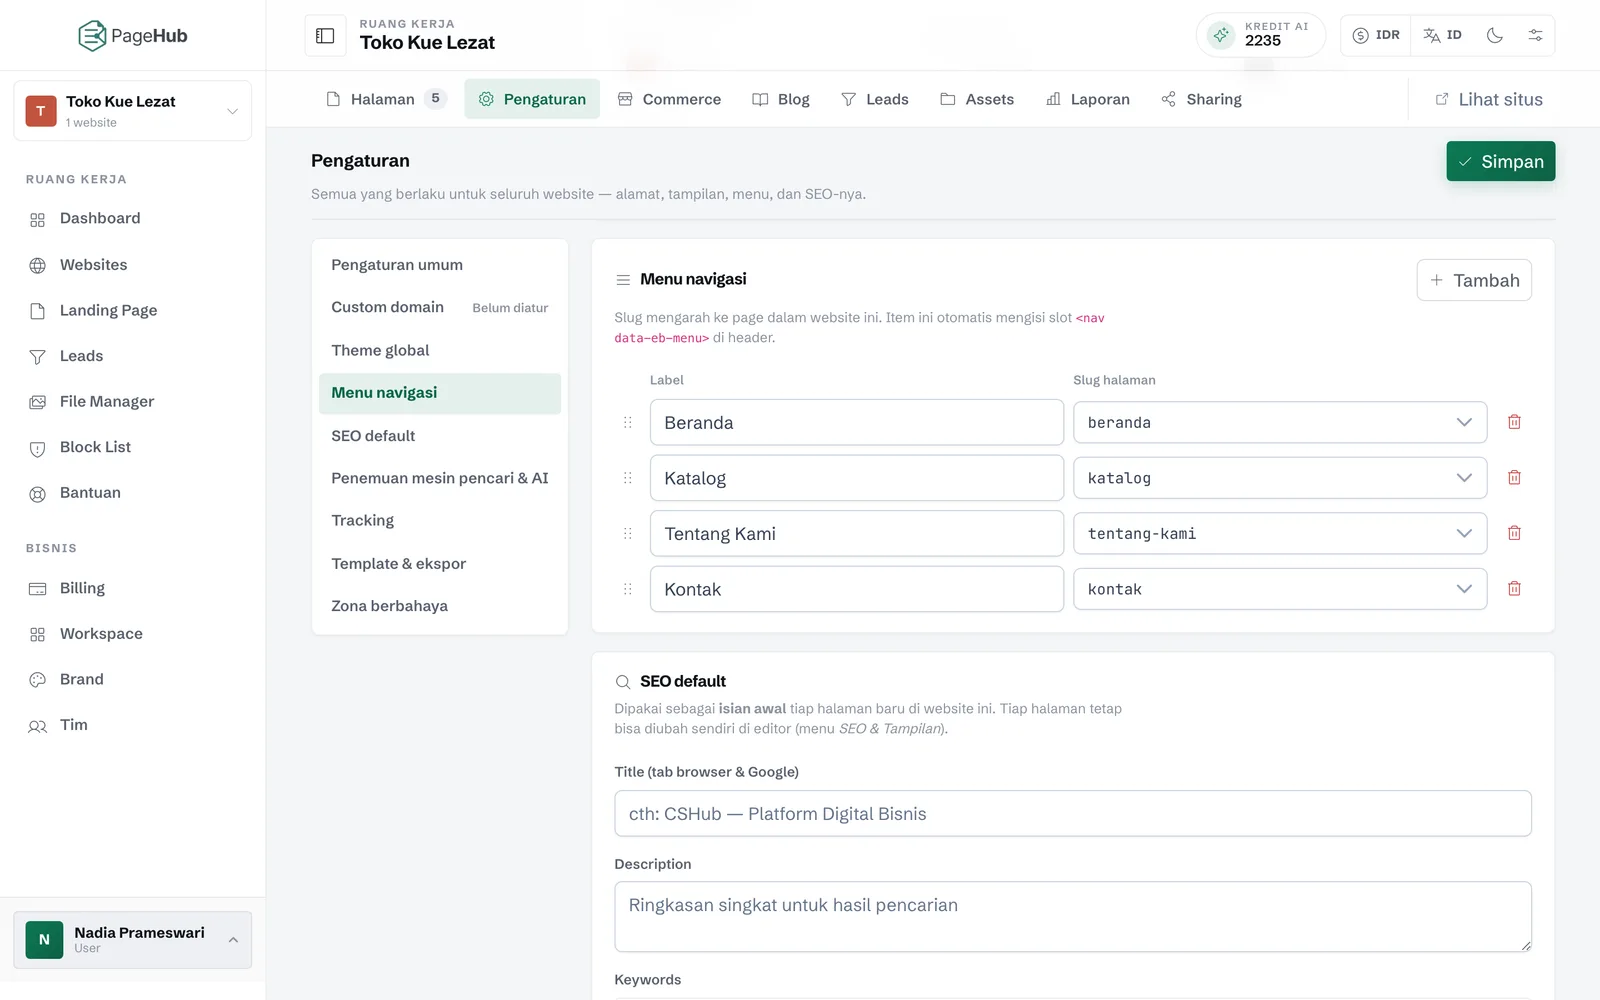 PageHub
RUANG KERJA
Toko Kue Lezat
KREDIT AI
2235
IDR
ID
T
Toko Kue Lezat
1 website
Halaman 5
Pengaturan
Commerce
Blog
Leads
Assets
Laporan
Sharing
Lihat situs
RUANG KERJA
Dashboard
Websites
Landing Page
Leads
File Manager
Block List
Bantuan
BISNIS
Billing
Workspace
Brand
Tim
N
Nadia Prameswari
User
Pengaturan
Semua yang berlaku untuk seluruh website — alamat, tampilan, menu, dan SEO-nya.
Simpan
Pengaturan umum
Custom domain Belum diatur
Theme global
Menu navigasi
SEO default
Penemuan mesin pencari & AI
Tracking
Template & ekspor
Zona berbahaya
Menu navigasi
Tambah
Slug mengarah ke page dalam website ini. Item ini otomatis mengisi slot <nav
data-eb-menu> di header.
Label Slug halaman
Beranda beranda
Katalog katalog
Tentang Kami tentang-kami
Kontak kontak
SEO default
Dipakai sebagai isian awal tiap halaman baru di website ini. Tiap halaman tetap
bisa diubah sendiri di editor (menu SEO & Tampilan).
Title (tab browser & Google)
cth: CSHub — Platform Digital Bisnis
Description
Ringkasan singkat untuk hasil pencarian
Keywords